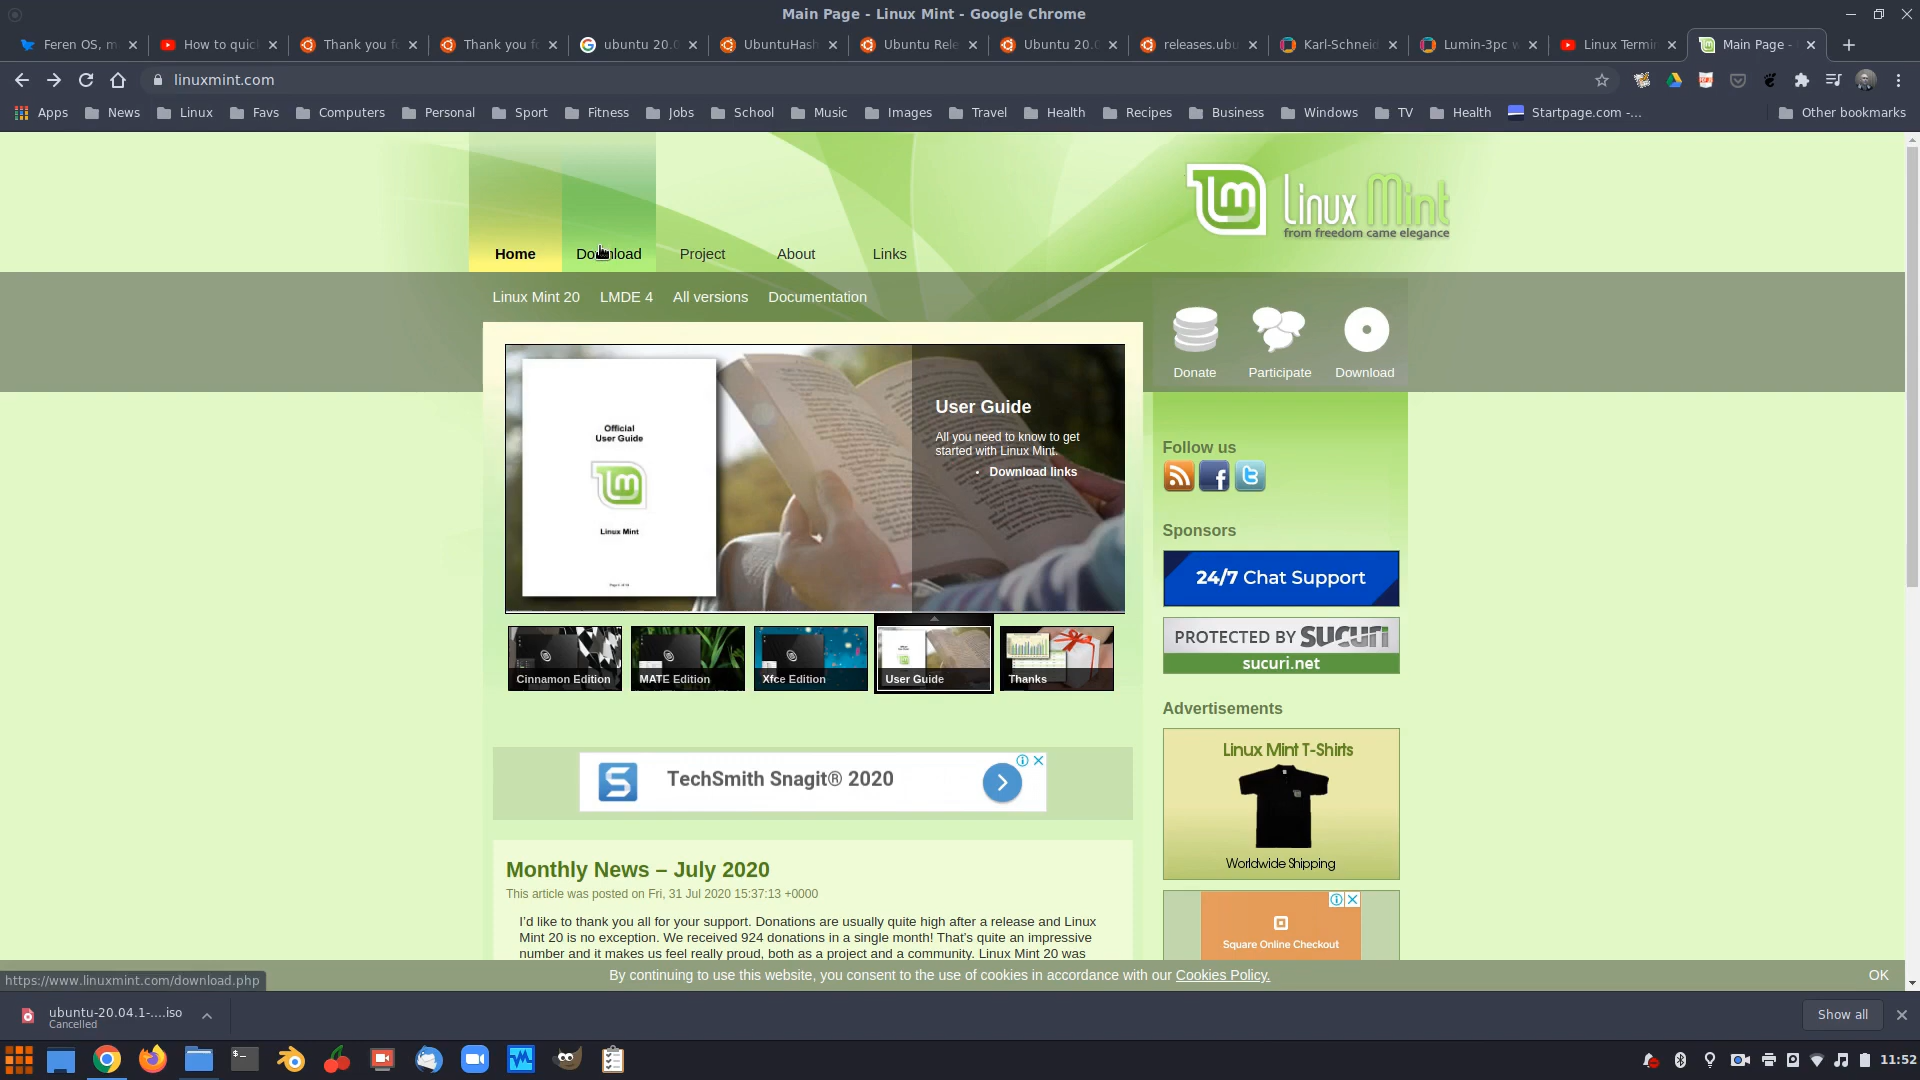 Main Page - Linux Mint - Google Chrome
Feren OS, m
How to quic
Thank you f
Thank you f
ubuntu 20.0
UbuntuHash
Ubuntu Rele
Ubuntu 20.0
releases.ubu
Karl-Schneid
Lumin-3pc w
Linux Termin
Main Page -
linuxmint.com
Apps
News
Linux
Favs
Computers
Personal
Sport
Fitness
Jobs
School
Music
Images
Travel
Health
Recipes
Business
Windows
TV
Health
Startpage.com -...
Other bookmarks
Linux Mint
from freedom came elegance
Home
Download
Project
About
Links
Linux Mint 20
LMDE 4
All versions
Documentation
Donate
Participate
Download
Official
User Guide
Linux Mint
User Guide
All you need to know to get
started with Linux Mint.
• Download links
Cinnamon Edition
MATE Edition
Xfce Edition
User Guide
Thanks
Follow us
Sponsors
24/7 Chat Support
PROTECTED BY SUCURI
sucuri.net
Advertisements
Linux Mint T-Shirts
Worldwide Shipping
Square Online Checkout
TechSmith Snagit® 2020
Monthly News – July 2020
This article was posted on Fri, 31 Jul 2020 15:37:13 +0000
I'd like to thank you all for your support. Donations are usually quite high after a release and Linux
Mint 20 is no exception. We received 924 donations in a single month! That's quite an impressive
number and it makes us feel really proud, both as a project and a community. Linux Mint 20 was
By continuing to use this website, you consent to the use of cookies in accordance with our Cookies Policy.
OK
https://www.linuxmint.com/download.php
ubuntu-20.04.1-....iso
Cancelled
Show all
11:52